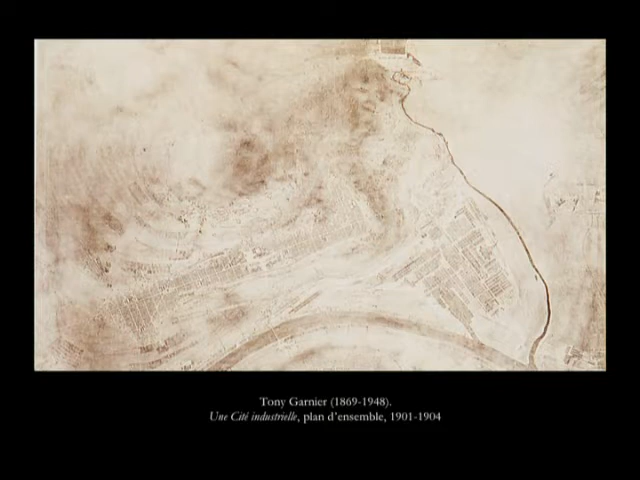 Tony Garnier (1869-1948).
Une Cité industrielle, plan d'ensemble, 1901-1904